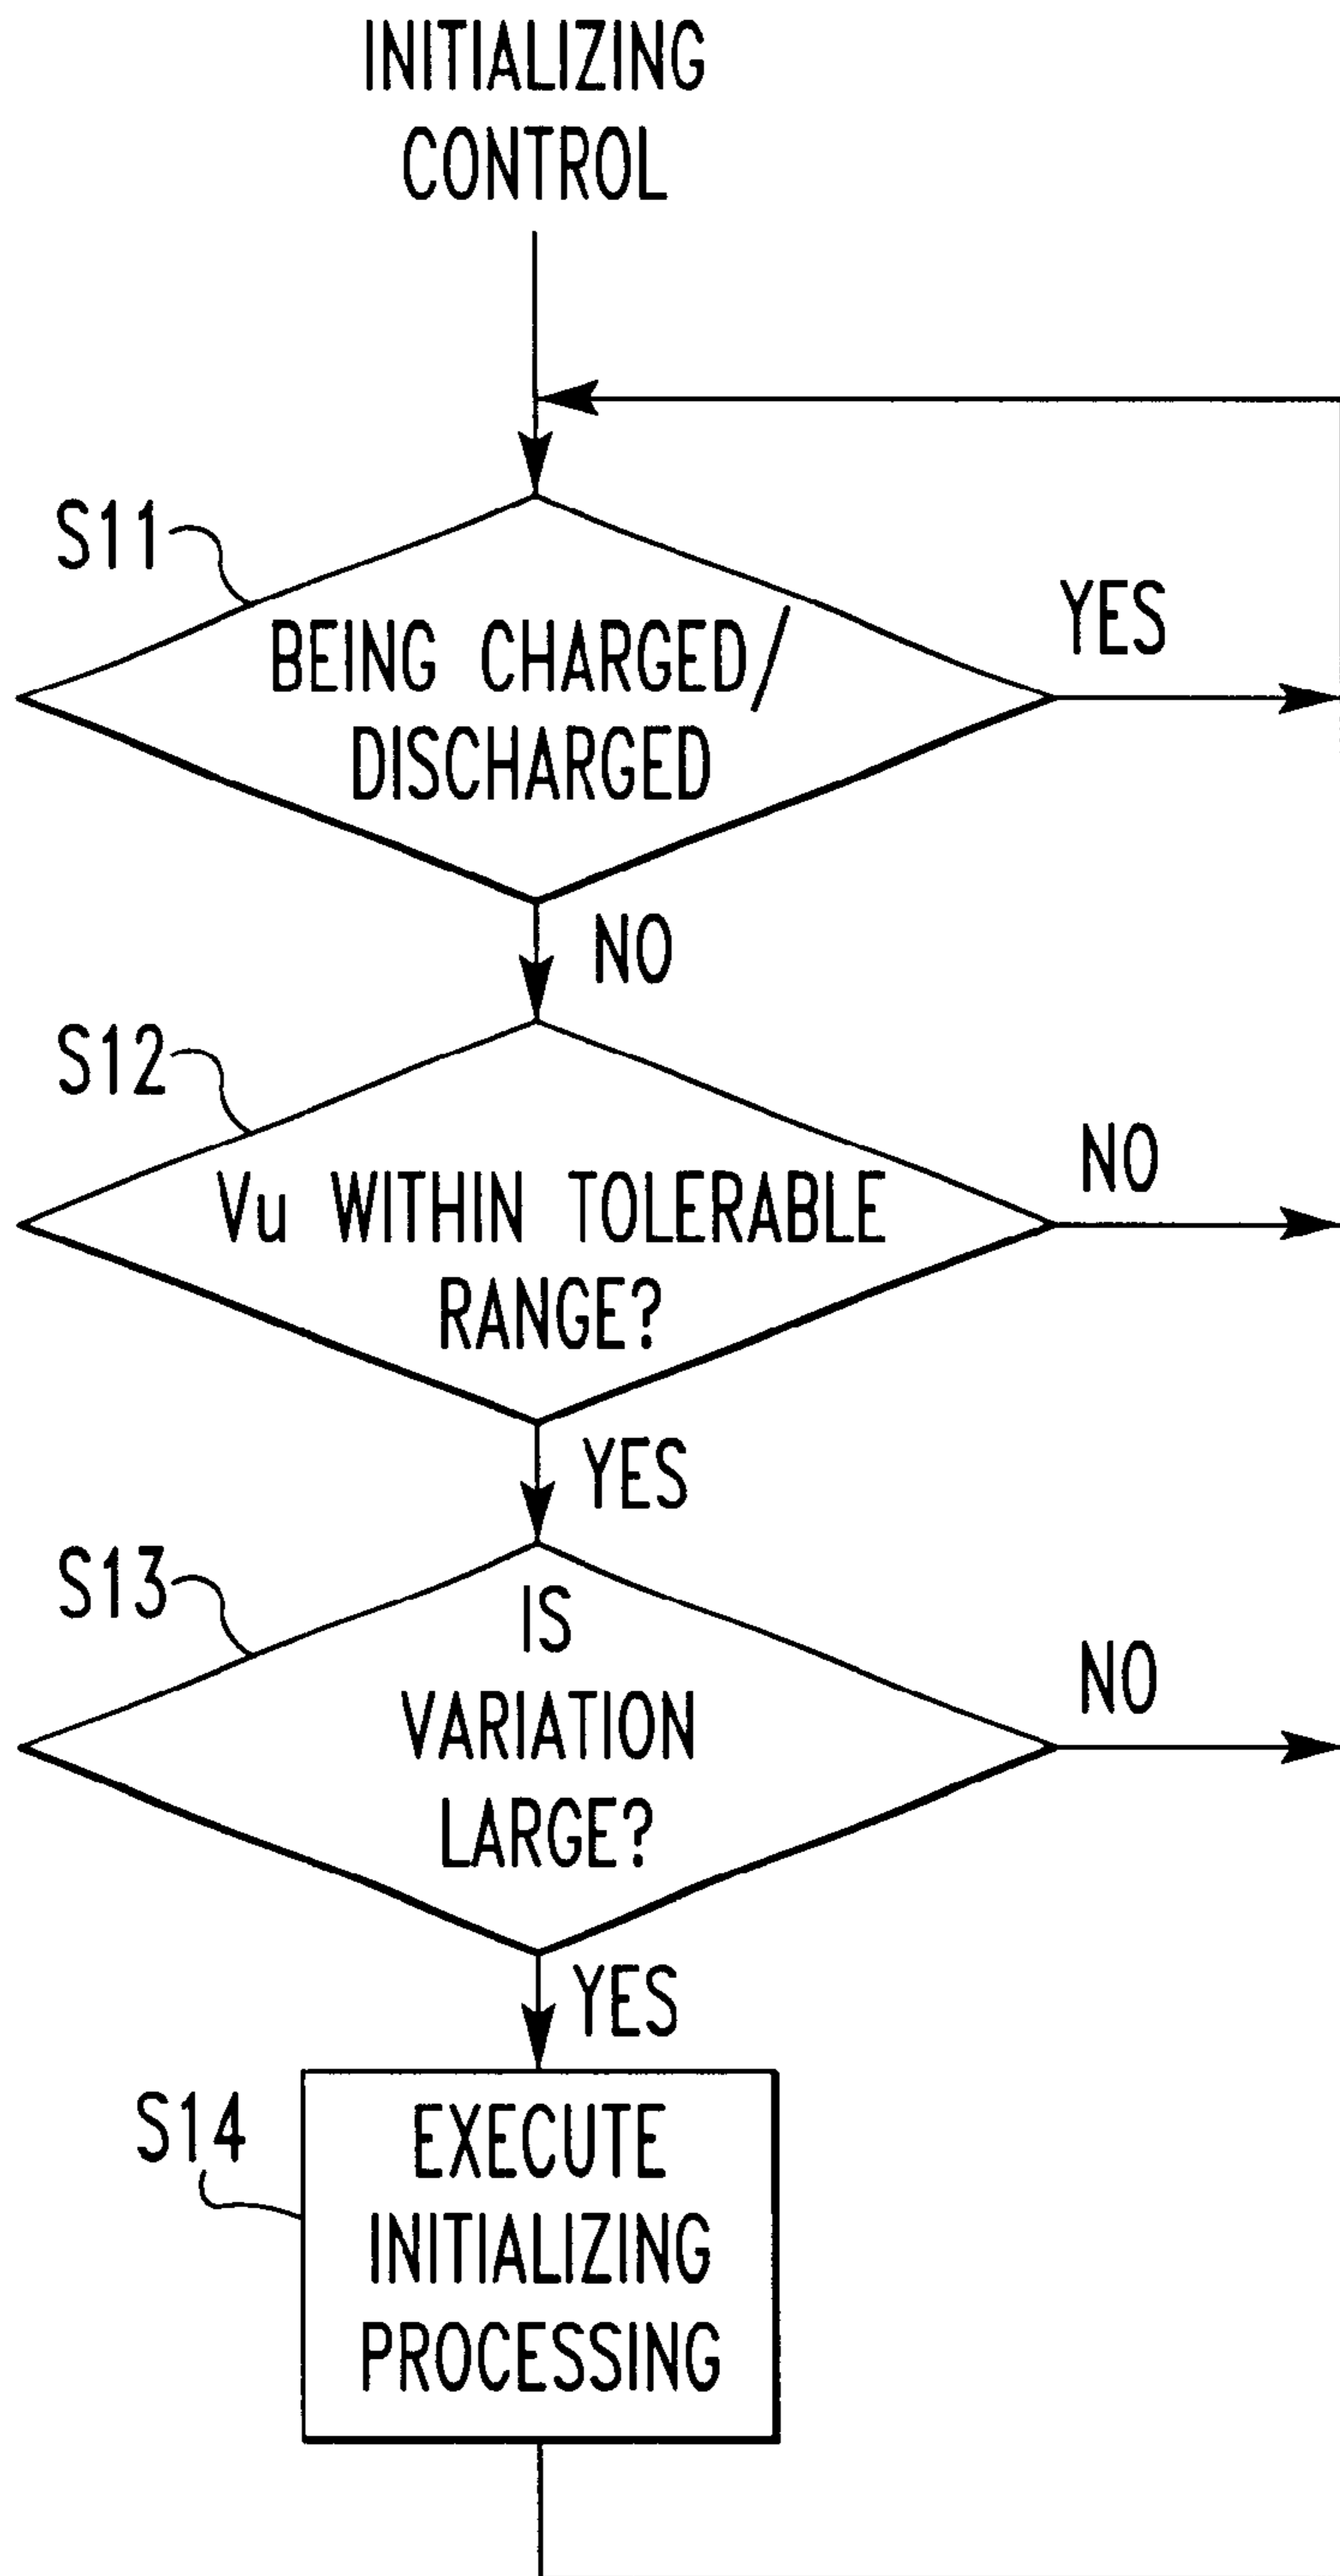 INITIALIZING
CONTROL
S11
YES
BEING CHARGED/
DISCHARGED
NO
S12
NO
Vu WITHIN TOLERABLE
RANGE?
YES
S13
IS
NO
VARIATION
LARGE?
YES
S14
EXECUTE
INITIALIZING
PROCESSING